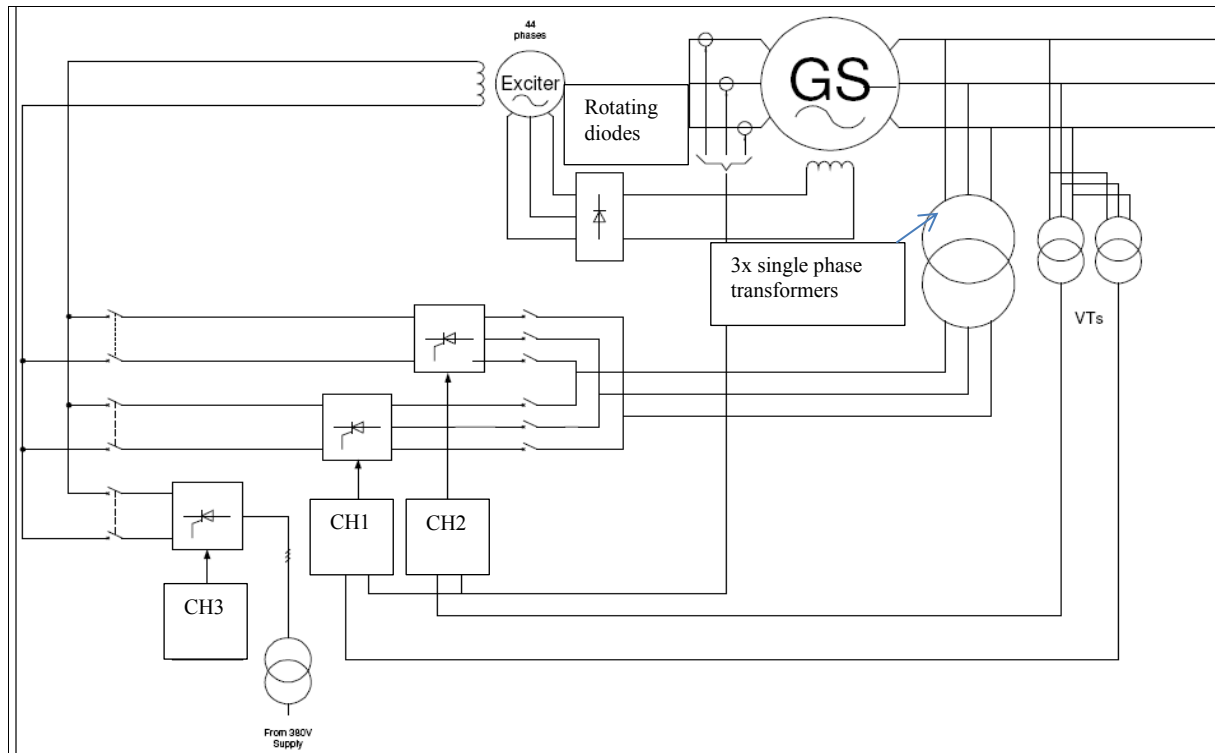 44
phases
Exciter
Rotating
diodes
GS
3x single phase
transformers
VTs
CH1
CH2
CH3
From 380V
Supply